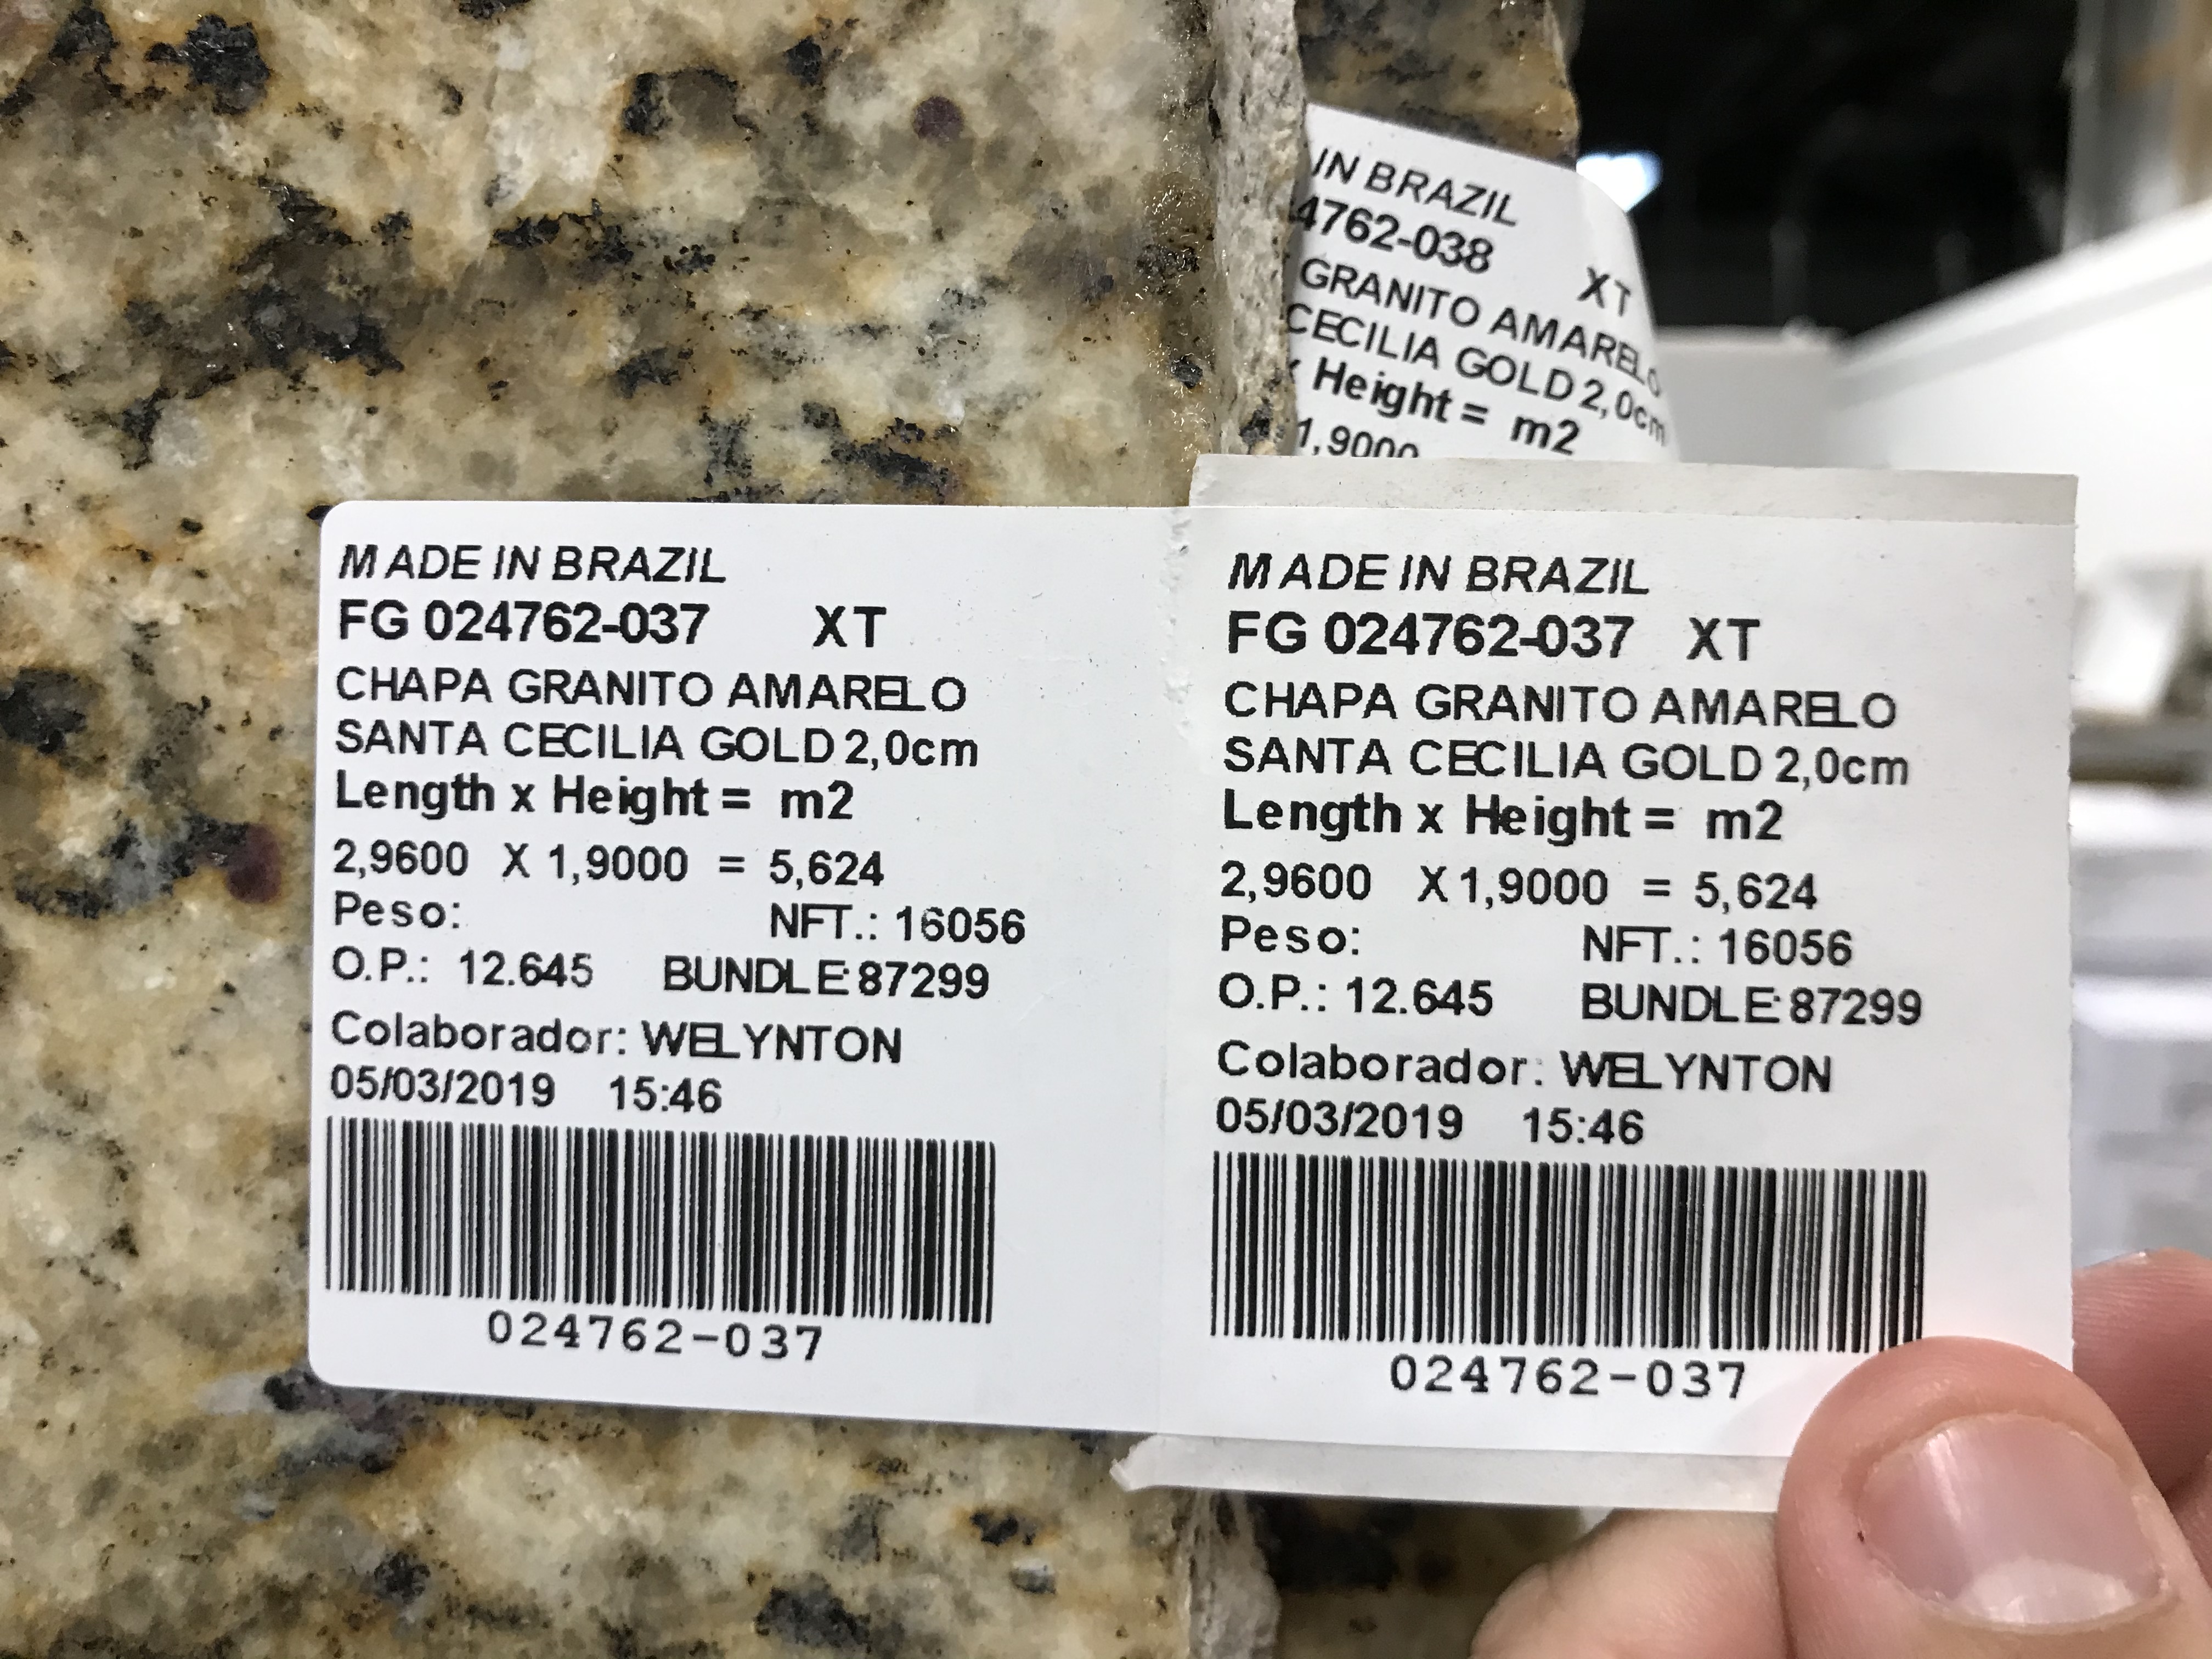 IN BRAZIL
4762-038 XT
GRANITO AMARELO
CECILIA GOLD 2,0cm
x Height = m2
1,9000
MADE IN BRAZIL
FG 024762-037 XT
CHAPA GRANITO AMARELO
SANTA CECILIA GOLD 2,0cm
Length x Height = m2
2,9600 X 1,9000 = 5,624
Peso: NFT.: 16056
O.P.: 12.645 BUNDLE:87299
Colaborador: WELYNTON
05/03/2019 15:46
024762-037
MADE IN BRAZIL
FG 024762-037 XT
CHAPA GRANITO AMARELO
SANTA CECILIA GOLD 2,0cm
Length x Height = m2
2,9600 X 1,9000 = 5,624
Peso: NFT.: 16056
O.P.: 12.645 BUNDLE:87299
Colaborador: WELYNTON
05/03/2019 15:46
024762-037